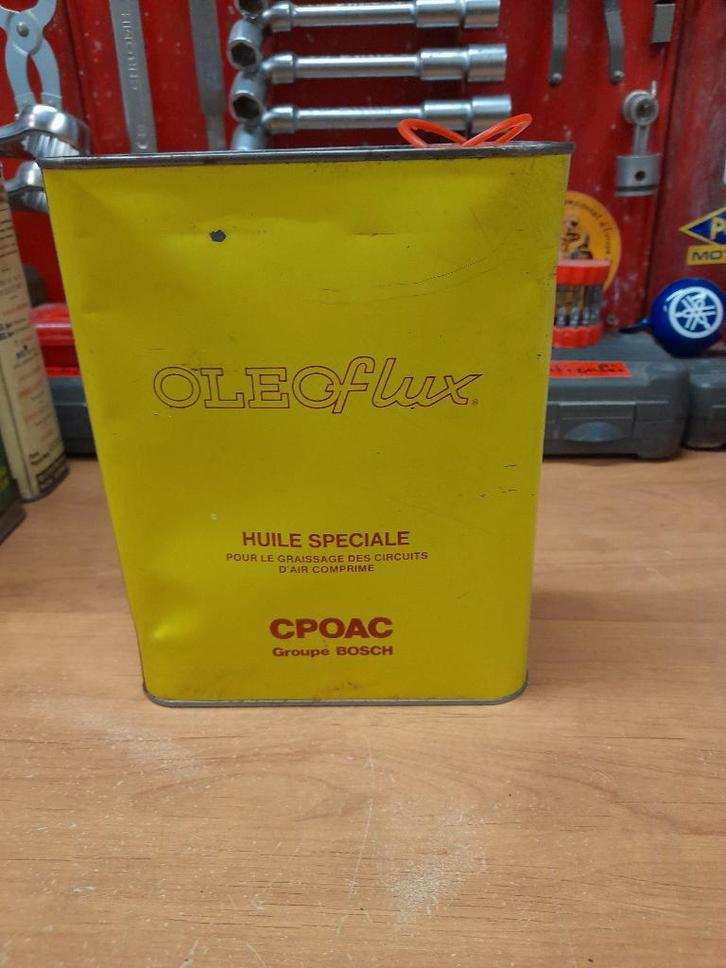 OLEOflux®
HUILE SPECIALE
POUR LE GRAISSAGE DES CIRCUITS
D'AIR COMPRIME
CPOAC
Groupe BOSCH